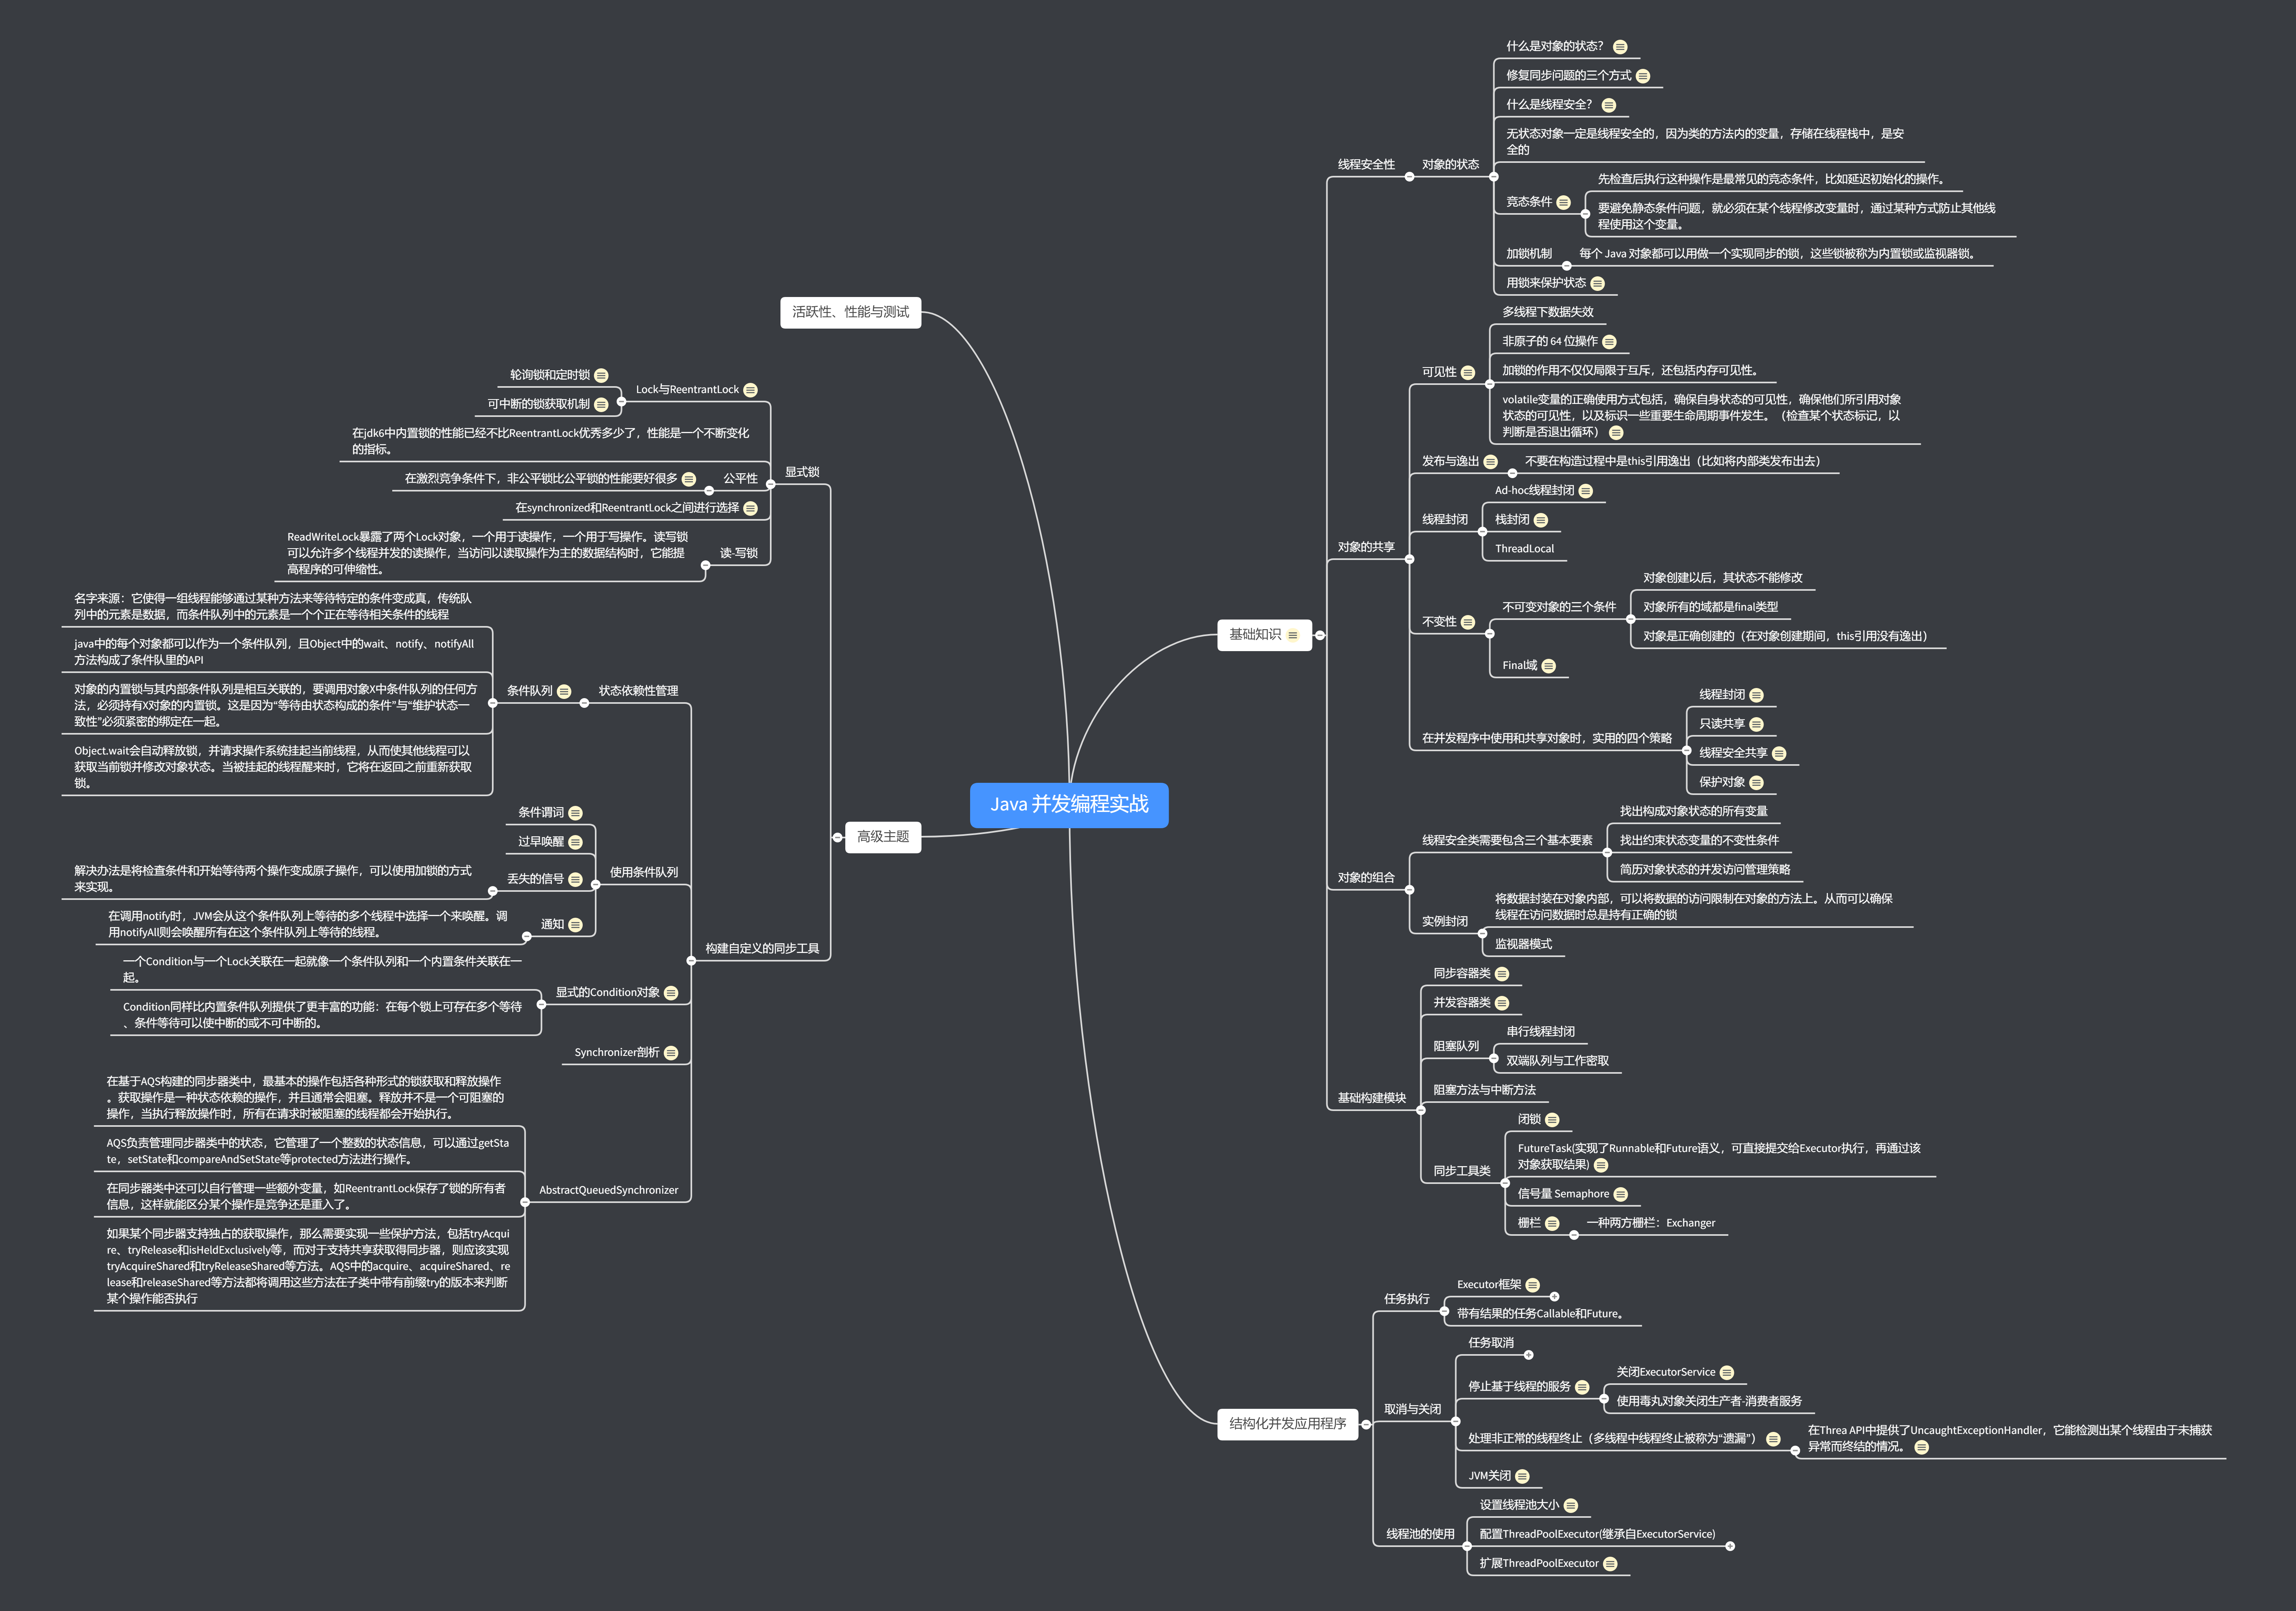 Java 并发编程实战
基础知识
线程安全性
对象的状态
什么是对象的状态？
修复同步问题的三个方式
什么是线程安全？
无状态对象一定是线程安全的，因为类的方法内的变量，存储在线程栈中，是安
全的
竞态条件
先检查后执行这种操作是最常见的竞态条件，比如延迟初始化的操作。
要避免静态条件问题，就必须在某个线程修改变量时，通过某种方式防止其他线
程使用这个变量。
加锁机制
每个 Java 对象都可以用做一个实现同步的锁，这些锁被称为内置锁或监视器锁。
用锁来保护状态
对象的共享
可见性
多线程下数据失效
非原子的 64 位操作
加锁的作用不仅仅局限于互斥，还包括内存可见性。
volatile变量的正确使用方式包括，确保自身状态的可见性，确保他们所引用对象
状态的可见性，以及标识一些重要生命周期事件发生。（检查某个状态标记，以
判断是否退出循环）
发布与逸出
不要在构造过程中是this引用逸出（比如将内部类发布出去）
线程封闭
Ad-hoc线程封闭
栈封闭
ThreadLocal
不变性
不可变对象的三个条件
对象创建以后，其状态不能修改
对象所有的域都是final类型
对象是正确创建的（在对象创建期间，this引用没有逸出）
Final域
在并发程序中使用和共享对象时，实用的四个策略
线程封闭
只读共享
线程安全共享
保护对象
对象的组合
线程安全类需要包含三个基本要素
找出构成对象状态的所有变量
找出约束状态变量的不变性条件
简历对象状态的并发访问管理策略
实例封闭
将数据封装在对象内部，可以将数据的访问限制在对象的方法上。从而可以确保
线程在访问数据时总是持有正确的锁
监视器模式
基础构建模块
同步容器类
并发容器类
阻塞队列
串行线程封闭
双端队列与工作密取
阻塞方法与中断方法
同步工具类
闭锁
FutureTask(实现了Runnable和Future语义，可直接提交给Executor执行，再通过该
对象获取结果)
信号量 Semaphore
栅栏
一种两方栅栏：Exchanger
结构化并发应用程序
任务执行
Executor框架
带有结果的任务Callable和Future。
取消与关闭
任务取消
停止基于线程的服务
关闭ExecutorService
使用毒丸对象关闭生产者-消费者服务
处理非正常的线程终止（多线程中线程终止被称为“遗漏”）
在Threa API中提供了UncaughtExceptionHandler，它能检测出某个线程由于未捕获
异常而终结的情况。
JVM关闭
线程池的使用
设置线程池大小
配置ThreadPoolExecutor(继承自ExecutorService)
扩展ThreadPoolExecutor
活跃性、性能与测试
高级主题
显式锁
Lock与ReentrantLock
轮询锁和定时锁
可中断的锁获取机制
在jdk6中内置锁的性能已经不比ReentrantLock优秀多少了，性能是一个不断变化
的指标。
公平性
在激烈竞争条件下，非公平锁比公平锁的性能要好很多
在synchronized和ReentrantLock之间进行选择
读-写锁
ReadWriteLock暴露了两个Lock对象，一个用于读操作，一个用于写操作。读写锁
可以允许多个线程并发的读操作，当访问以读取操作为主的数据结构时，它能提
高程序的可伸缩性。
构建自定义的同步工具
状态依赖性管理
条件队列
名字来源：它使得一组线程能够通过某种方法来等待特定的条件变成真，传统队
列中的元素是数据，而条件队列中的元素是一个个正在等待相关条件的线程
java中的每个对象都可以作为一个条件队列，且Object中的wait、notify、notifyAll
方法构成了条件队里的API
对象的内置锁与其内部条件队列是相互关联的，要调用对象X中条件队列的任何方
法，必须持有X对象的内置锁。这是因为“等待由状态构成的条件”与“维护状态一
致性”必须紧密的绑定在一起。
Object.wait会自动释放锁，并请求操作系统挂起当前线程，从而使其他线程可以
获取当前锁并修改对象状态。当被挂起的线程醒来时，它将在返回之前重新获取
锁。
使用条件队列
条件谓词
过早唤醒
丢失的信号
解决办法是将检查条件和开始等待两个操作变成原子操作，可以使用加锁的方式
来实现。
通知
在调用notify时，JVM会从这个条件队列上等待的多个线程中选择一个来唤醒。调
用notifyAll则会唤醒所有在这个条件队列上等待的线程。
显式的Condition对象
一个Condition与一个Lock关联在一起就像一个条件队列和一个内置条件关联在一
起。
Condition同样比内置条件队列提供了更丰富的功能：在每个锁上可存在多个等待
、条件等待可以使中断的或不可中断的。
Synchronizer剖析
AbstractQueuedSynchronizer
在基于AQS构建的同步器类中，最基本的操作包括各种形式的锁获取和释放操作
。获取操作是一种状态依赖的操作，并且通常会阻塞。释放并不是一个可阻塞的
操作，当执行释放操作时，所有在请求时被阻塞的线程都会开始执行。
AQS负责管理同步器类中的状态，它管理了一个整数的状态信息，可以通过getSta
te，setState和compareAndSetState等protected方法进行操作。
在同步器类中还可以自行管理一些额外变量，如ReentrantLock保存了锁的所有者
信息，这样就能区分某个操作是竞争还是重入了。
如果某个同步器支持独占的获取操作，那么需要实现一些保护方法，包括tryAcqui
re、tryRelease和isHeldExclusively等，而对于支持共享获取得同步器，则应该实现
tryAcquireShared和tryReleaseShared等方法。AQS中的acquire、acquireShared、re
lease和releaseShared等方法都将调用这些方法在子类中带有前缀try的版本来判断
某个操作能否执行